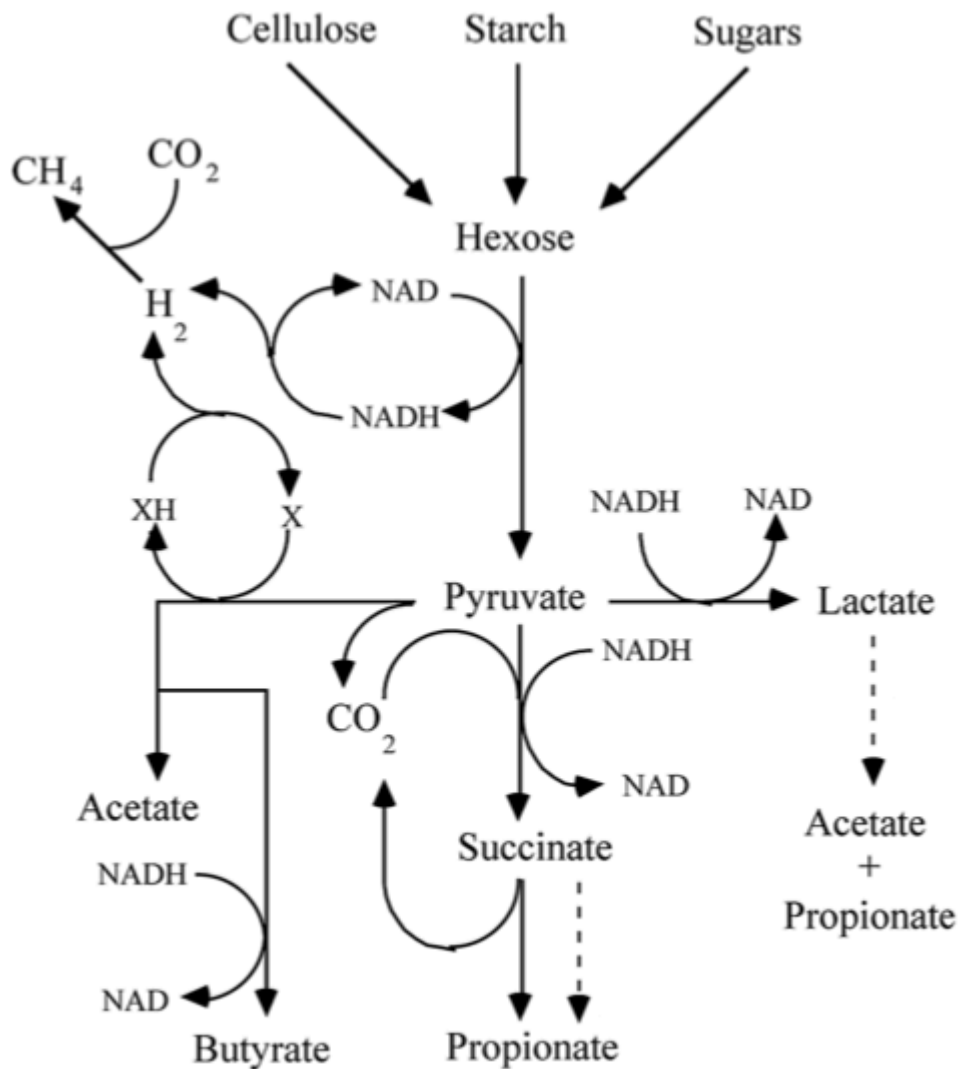 Cellulose Starch Sugars
CH4 CO2
Hexose
H2 NAD
NADH
XH X NADH NAD
Pyruvate Lactate
NADH
CO2
NAD
Acetate
Succinate Acetate
NADH +
Propionate
NAD
Butyrate Propionate